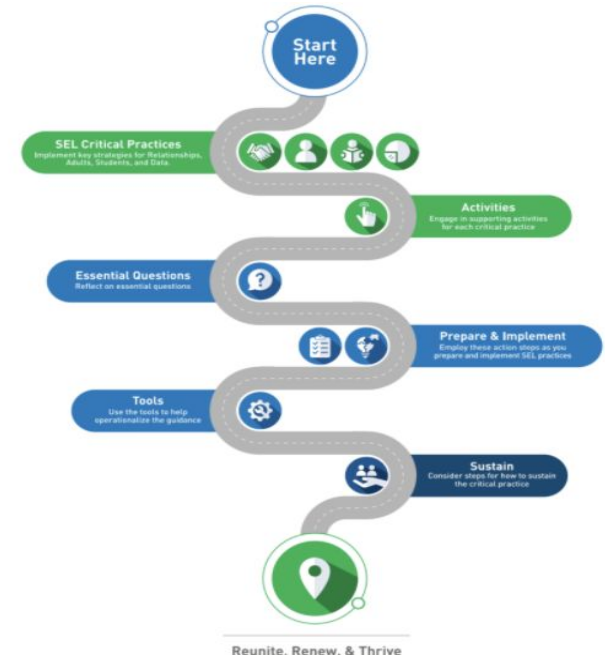 Start
Here
SEL Critical Practices
Implement key strategies for Relationships,
Adults, Students, and Data.
Activities
Engage in supporting activities
for each critical practice
Essential Questions
Reflect on essential questions
Prepare & Implement
Employ these action steps as you
prepare and implement SEL practices
Tools
Use the tools to help
operationalize the guidance
Sustain
Consider steps for how to sustain
the critical practice
Reunite, Renew, & Thrive